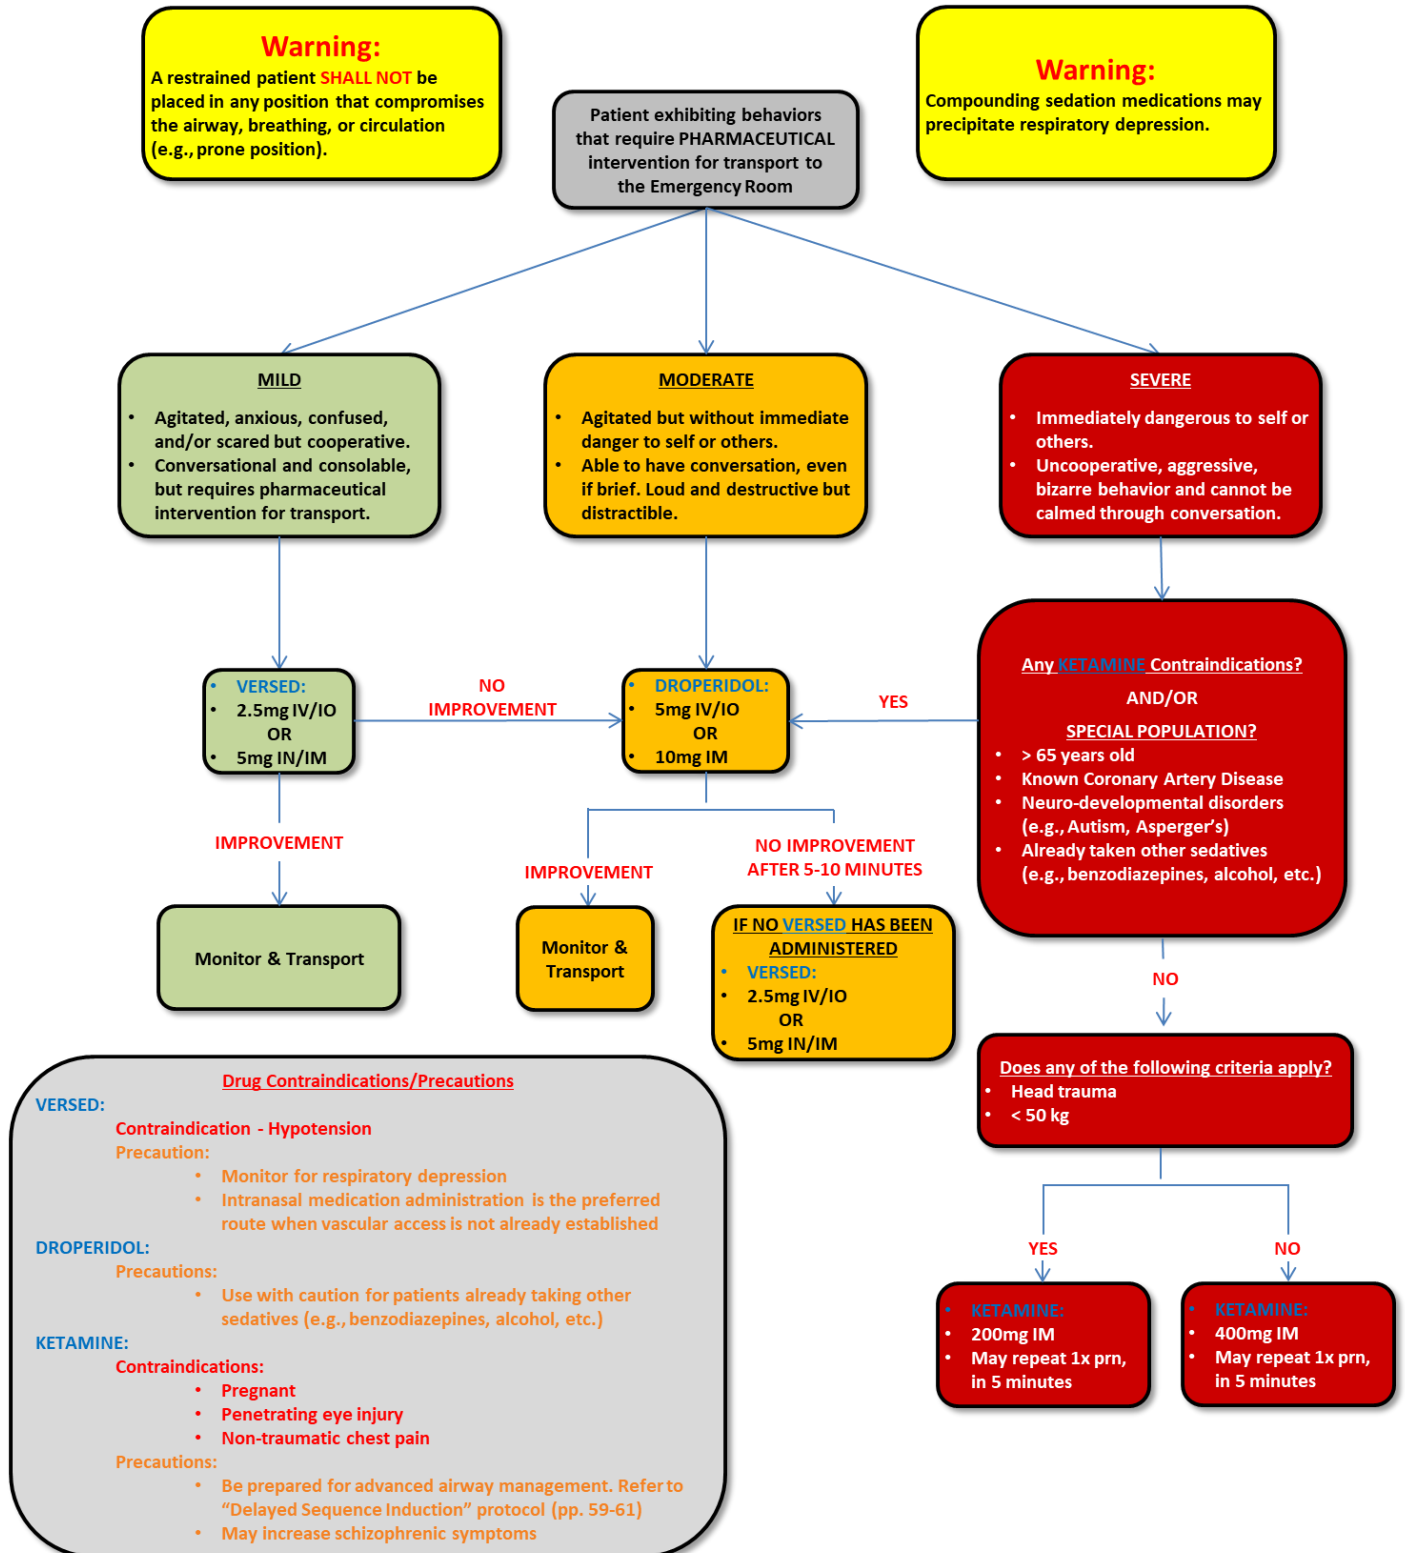 Warning:
A restrained patient SHALL NOT be
placed in any position that compromises
the airway, breathing, or circulation
(e.g., prone position).
Warning:
Compounding sedation medications may
precipitate respiratory depression.
Patient exhibiting behaviors
that require PHARMACEUTICAL
intervention for transport to
the Emergency Room
MILD
• Agitated, anxious, confused,
and/or scared but cooperative.
• Conversational and consolable,
but requires pharmaceutical
intervention for transport.
MODERATE
• Agitated but without immediate
danger to self or others.
• Able to have conversation, even
if brief. Loud and destructive but
distractible.
SEVERE
• Immediately dangerous to self or
others.
• Uncooperative, aggressive,
bizarre behavior and cannot be
calmed through conversation.
• VERSED:
• 2.5mg IV/IO
OR
• 5mg IN/IM
NO
IMPROVEMENT
• DROPERIDOL:
• 5mg IV/IO
OR
• 10mg IM
YES
Any KETAMINE Contraindications?
AND/OR
SPECIAL POPULATION?
• > 65 years old
• Known Coronary Artery Disease
• Neuro-developmental disorders
(e.g., Autism, Asperger's)
• Already taken other sedatives
(e.g., benzodiazepines, alcohol, etc.)
IMPROVEMENT
IMPROVEMENT
NO IMPROVEMENT
AFTER 5-10 MINUTES
Monitor & Transport
Monitor &
Transport
IF NO VERSED HAS BEEN
ADMINISTERED
• VERSED:
• 2.5mg IV/IO
OR
• 5mg IN/IM
NO
Does any of the following criteria apply?
• Head trauma
• < 50 kg
YES
NO
• KETAMINE:
• 200mg IM
• May repeat 1x prn,
in 5 minutes
• KETAMINE:
• 400mg IM
• May repeat 1x prn,
in 5 minutes
Drug Contraindications/Precautions
VERSED:
Contraindication - Hypotension
Precaution:
• Monitor for respiratory depression
• Intranasal medication administration is the preferred
route when vascular access is not already established
DROPERIDOL:
Precautions:
• Use with caution for patients already taking other
sedatives (e.g., benzodiazepines, alcohol, etc.)
KETAMINE:
Contraindications:
• Pregnant
• Penetrating eye injury
• Non-traumatic chest pain
Precautions:
• Be prepared for advanced airway management. Refer to
“Delayed Sequence Induction” protocol (pp. 59-61)
• May increase schizophrenic symptoms